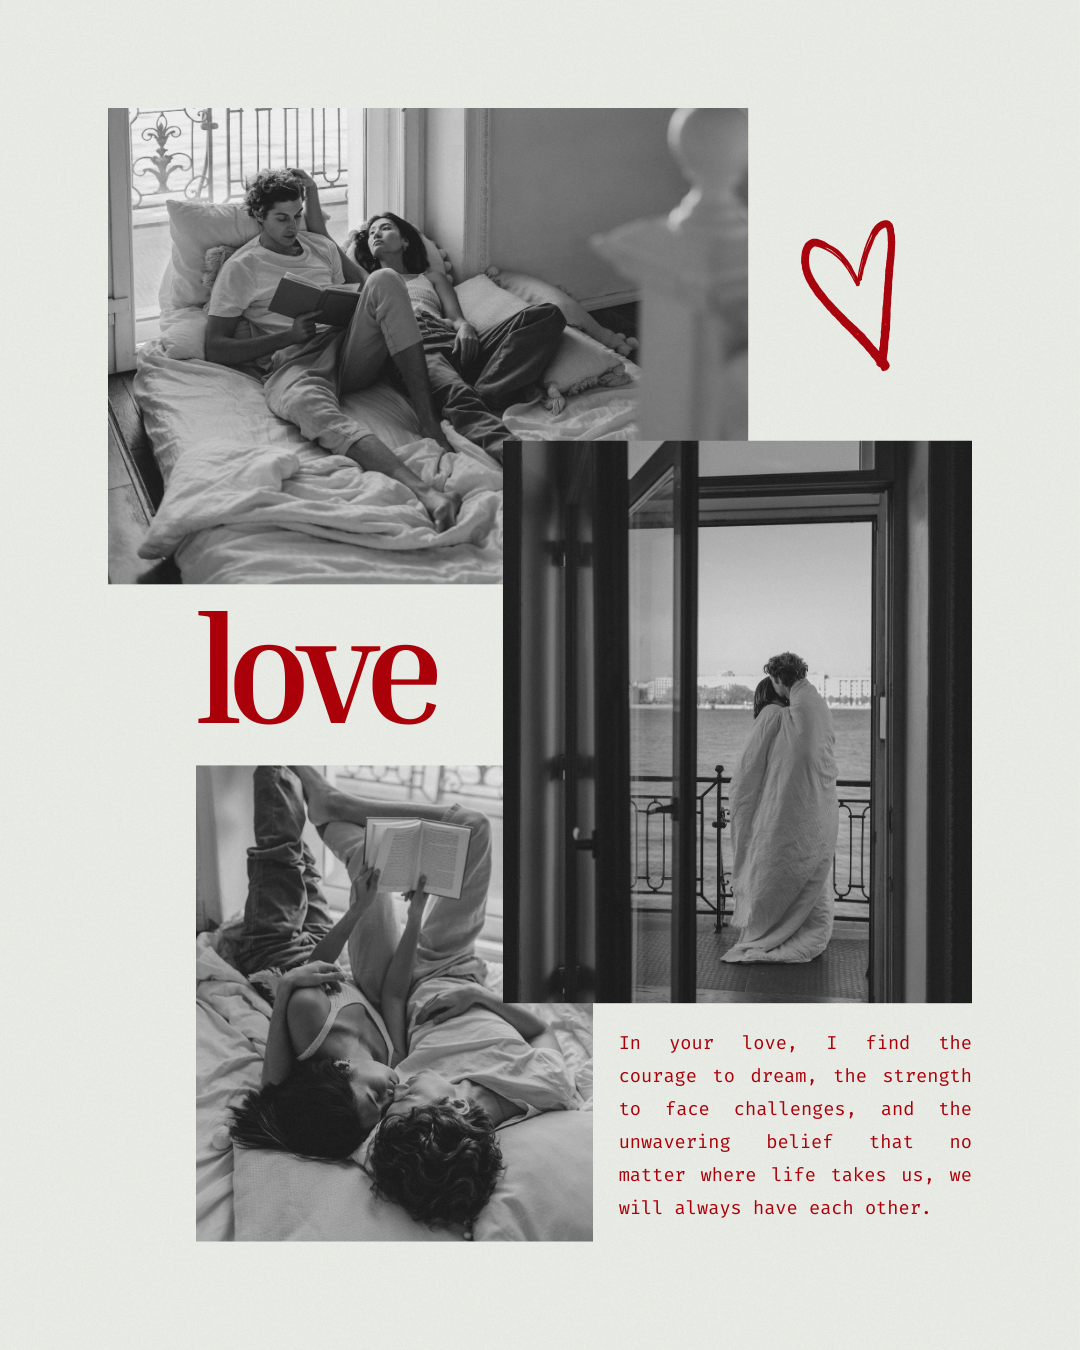 love
In your love, I find the
courage to dream, the strength
to face challenges, and the
unwavering belief that no
matter where life takes us, we
will always have each other.